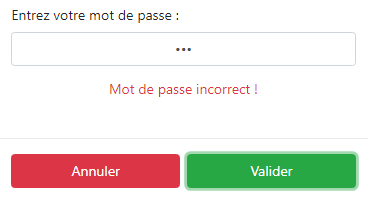 Entrez votre mot de passe :
•••
Mot de passe incorrect !
Annuler
Valider